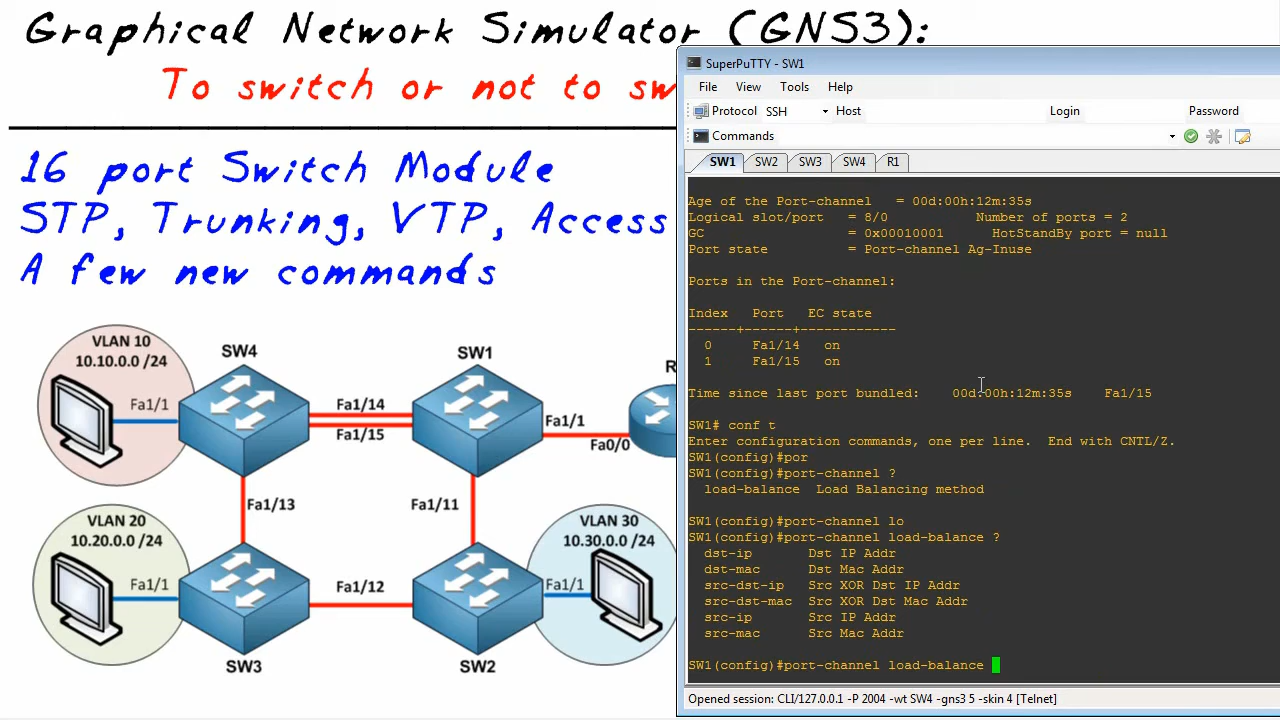 Graphical Network Simulator (GNS3):
To switch or not to sw
16 port Switch Module
STP, Trunking, VTP, Access
A few new commands
VLAN 10
10.10.0.0 /24
Fa1/1
SW4
Fa1/14
Fa1/15
SW1
Fa1/1
Fa0/0
R
Fa1/13
Fa1/11
VLAN 20
10.20.0.0 /24
Fa1/1
SW3
Fa1/12
SW2
VLAN 30
10.30.0.0 /24
Fa1/1
SuperPuTTY - SW1
File View Tools Help
Protocol SSH Host Login Password
Commands
SW1 SW2 SW3 SW4 R1
Age of the Port-channel = 00d:00h:12m:35s
Logical slot/port = 8/0 Number of ports = 2
GC = 0x00010001 HotStandBy port = null
Port state = Port-channel Ag-Inuse
Ports in the Port-channel:
Index Port EC state
------+------+------------
0 Fa1/14 on
1 Fa1/15 on
Time since last port bundled: 00d:00h:12m:35s Fa1/15
SW1# conf t
Enter configuration commands, one per line. End with CNTL/Z.
SW1(config)#por
SW1(config)#port-channel ?
load-balance Load Balancing method
SW1(config)#port-channel lo
SW1(config)#port-channel load-balance ?
dst-ip Dst IP Addr
dst-mac Dst Mac Addr
src-dst-ip Src XOR Dst IP Addr
src-dst-mac Src XOR Dst Mac Addr
src-ip Src IP Addr
src-mac Src Mac Addr
SW1(config)#port-channel load-balance
Opened session: CLI/127.0.0.1 -P 2004 -wt SW4 -gns3 5 -skin 4 [Telnet]